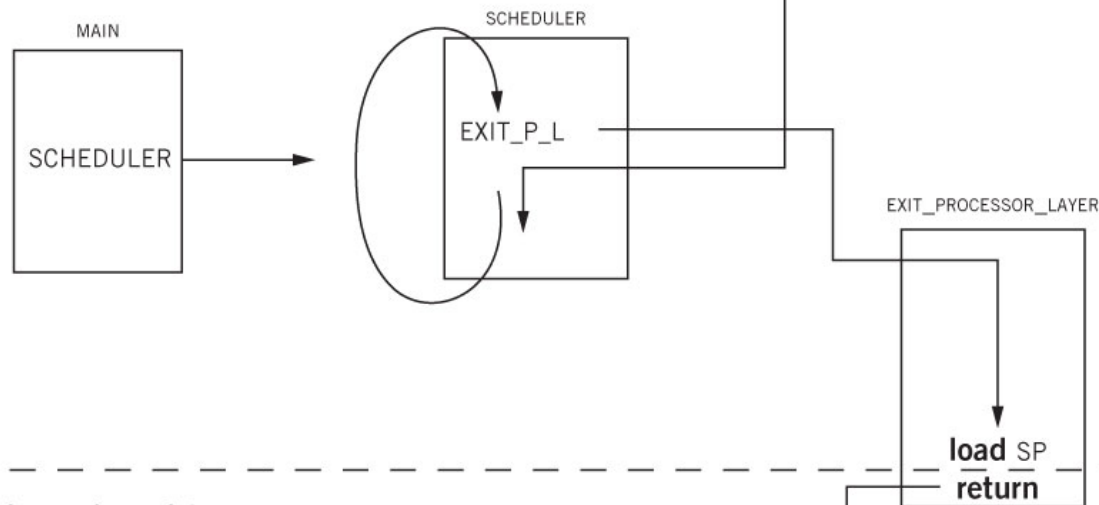 MAIN
SCHEDULER
SCHEDULER
EXIT_P_L
EXIT_PROCESSOR_LAYER
load SP
return